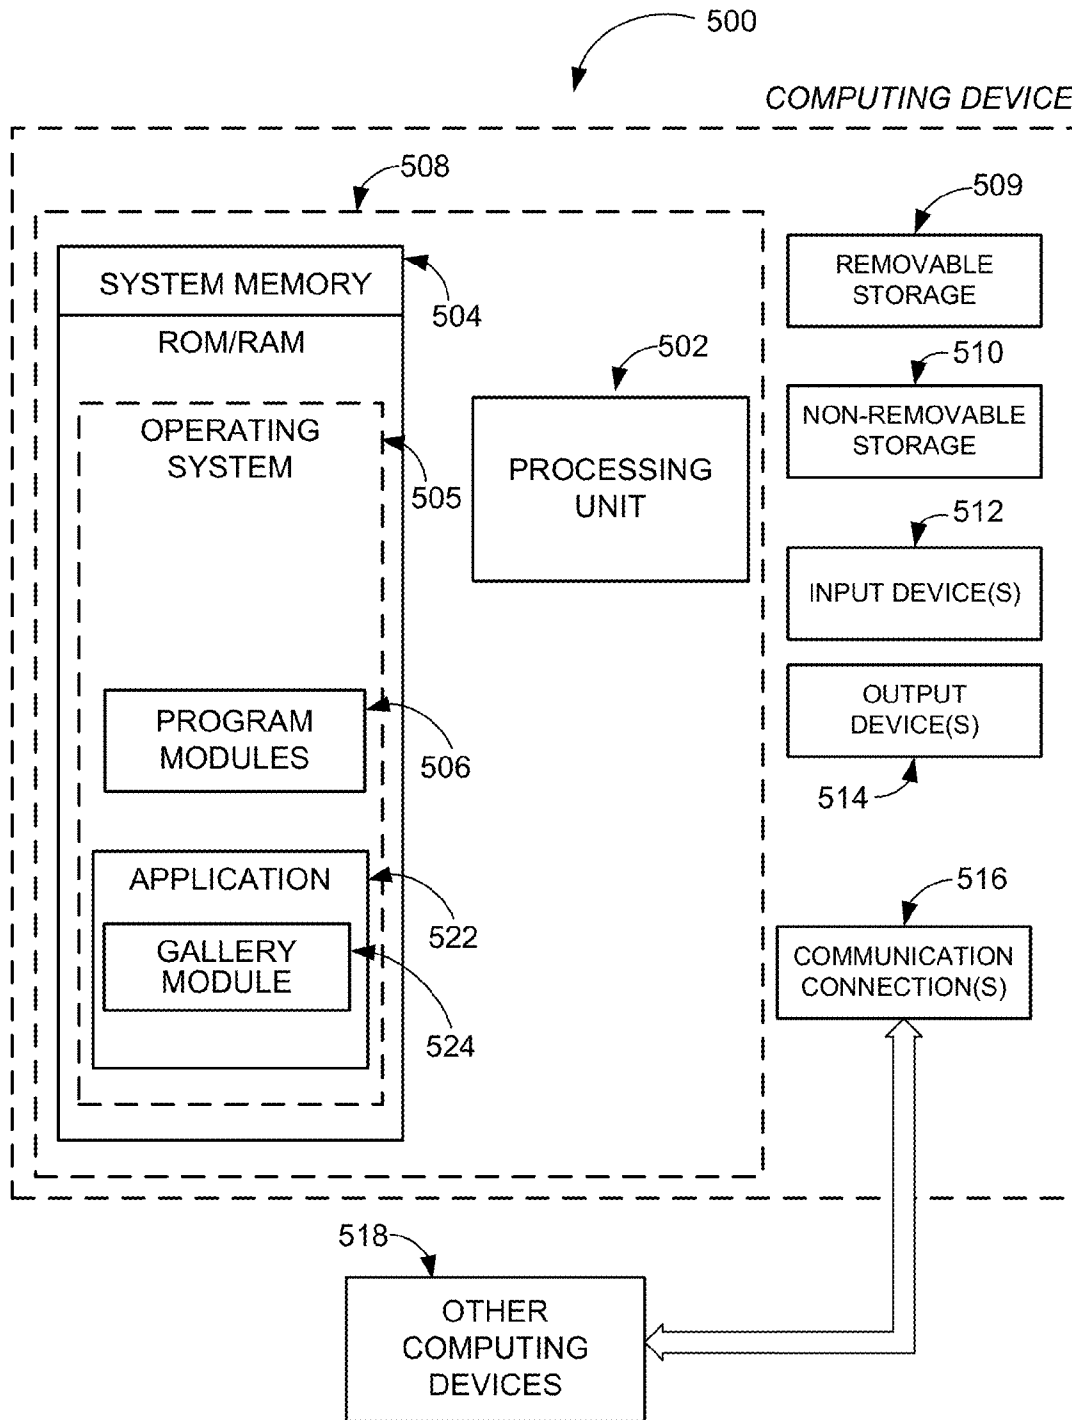 500
COMPUTING DEVICE
508
509
SYSTEM MEMORY
504
REMOVABLE
STORAGE
ROM/RAM
502
510
OPERATING
SYSTEM
505
PROCESSING
UNIT
NON-REMOVABLE
STORAGE
512
INPUT DEVICE(S)
PROGRAM
MODULES
506
OUTPUT
DEVICE(S)
514
APPLICATION
522
516
GALLERY
MODULE
524
COMMUNICATION
CONNECTION(S)
518
OTHER
COMPUTING
DEVICES